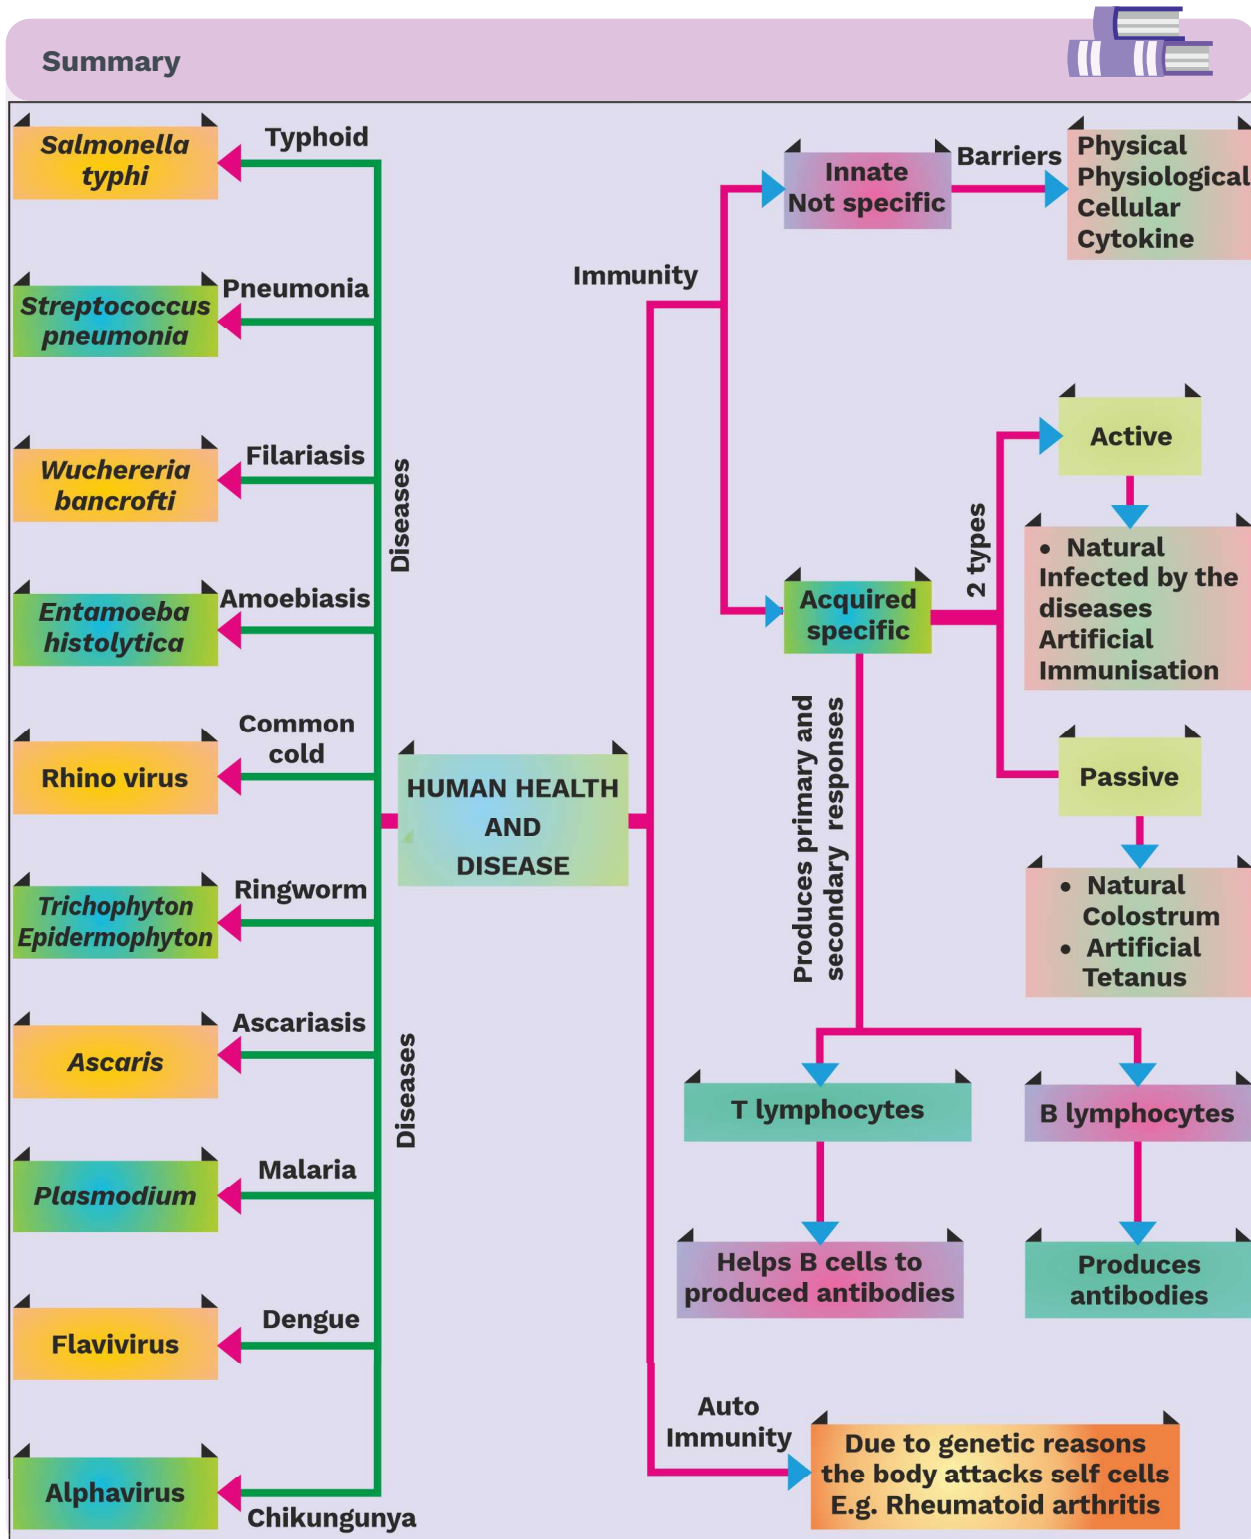 Summary
Typhoid
Salmonella
typhi
Pneumonia
Streptococcus
pneumonia
Filariasis
Wuchereria
bancrofti
Diseases
Amoebiasis
Entamoeba
histolytica
Common
cold
Rhino virus
Ringworm
Trichophyton
Epidermophyton
Ascariasis
Ascaris
Diseases
Malaria
Plasmodium
Dengue
Flavivirus
Alphavirus
Chikungunya
HUMAN HEALTH
AND
DISEASE
Immunity
Innate
Not specific
Barriers
Physical
Physiological
Cellular
Cytokine
Acquired
specific
2 types
Active
• Natural
Infected by the
diseases
Artificial
Immunisation
Passive
• Natural
Colostrum
• Artificial
Tetanus
Produces primary and
secondary responses
T lymphocytes
Helps B cells to
produced antibodies
B lymphocytes
Produces
antibodies
Auto
Immunity
Due to genetic reasons
the body attacks self cells
E.g. Rheumatoid arthritis